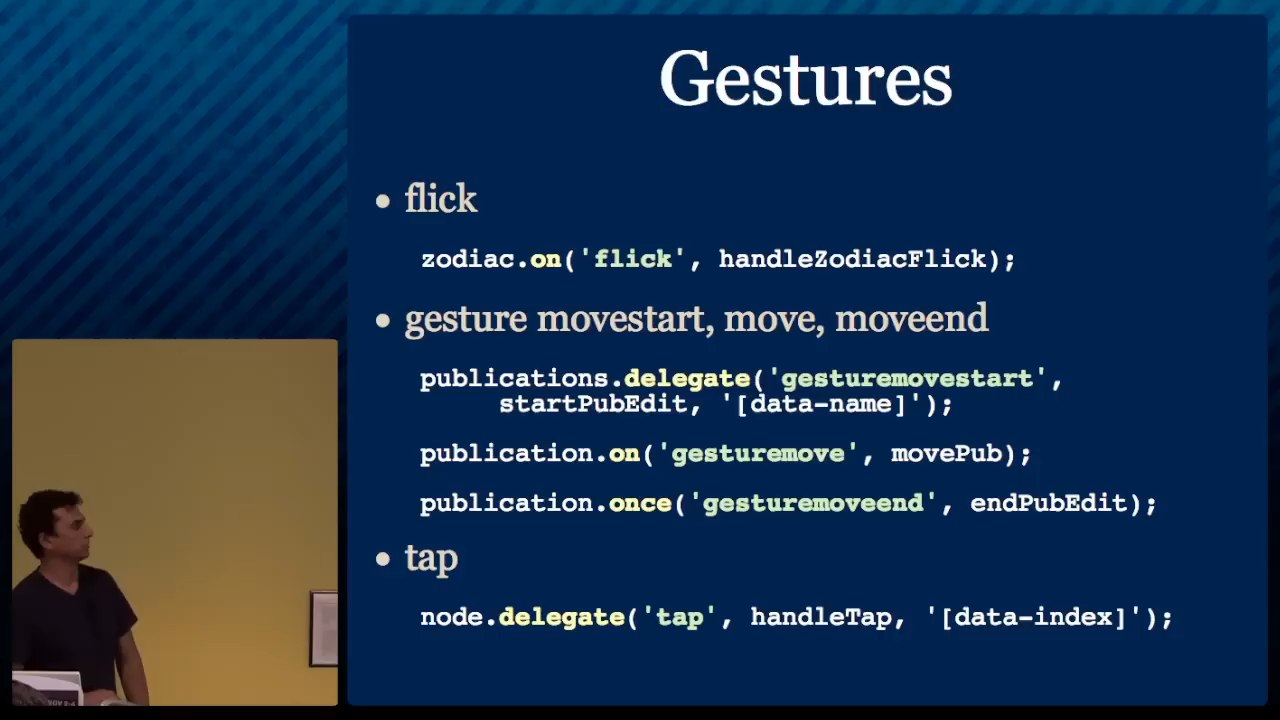 Gestures
• flick
zodiac.on('flick', handleZodiacFlick);
• gesture movestart, move, moveend
publications.delegate('gesturemovestart',
startPubEdit, '[data-name]');
publication.on('gesturemove', movePub);
publication.once('gesturemoveend', endPubEdit);
• tap
node.delegate('tap', handleTap, '[data-index]');